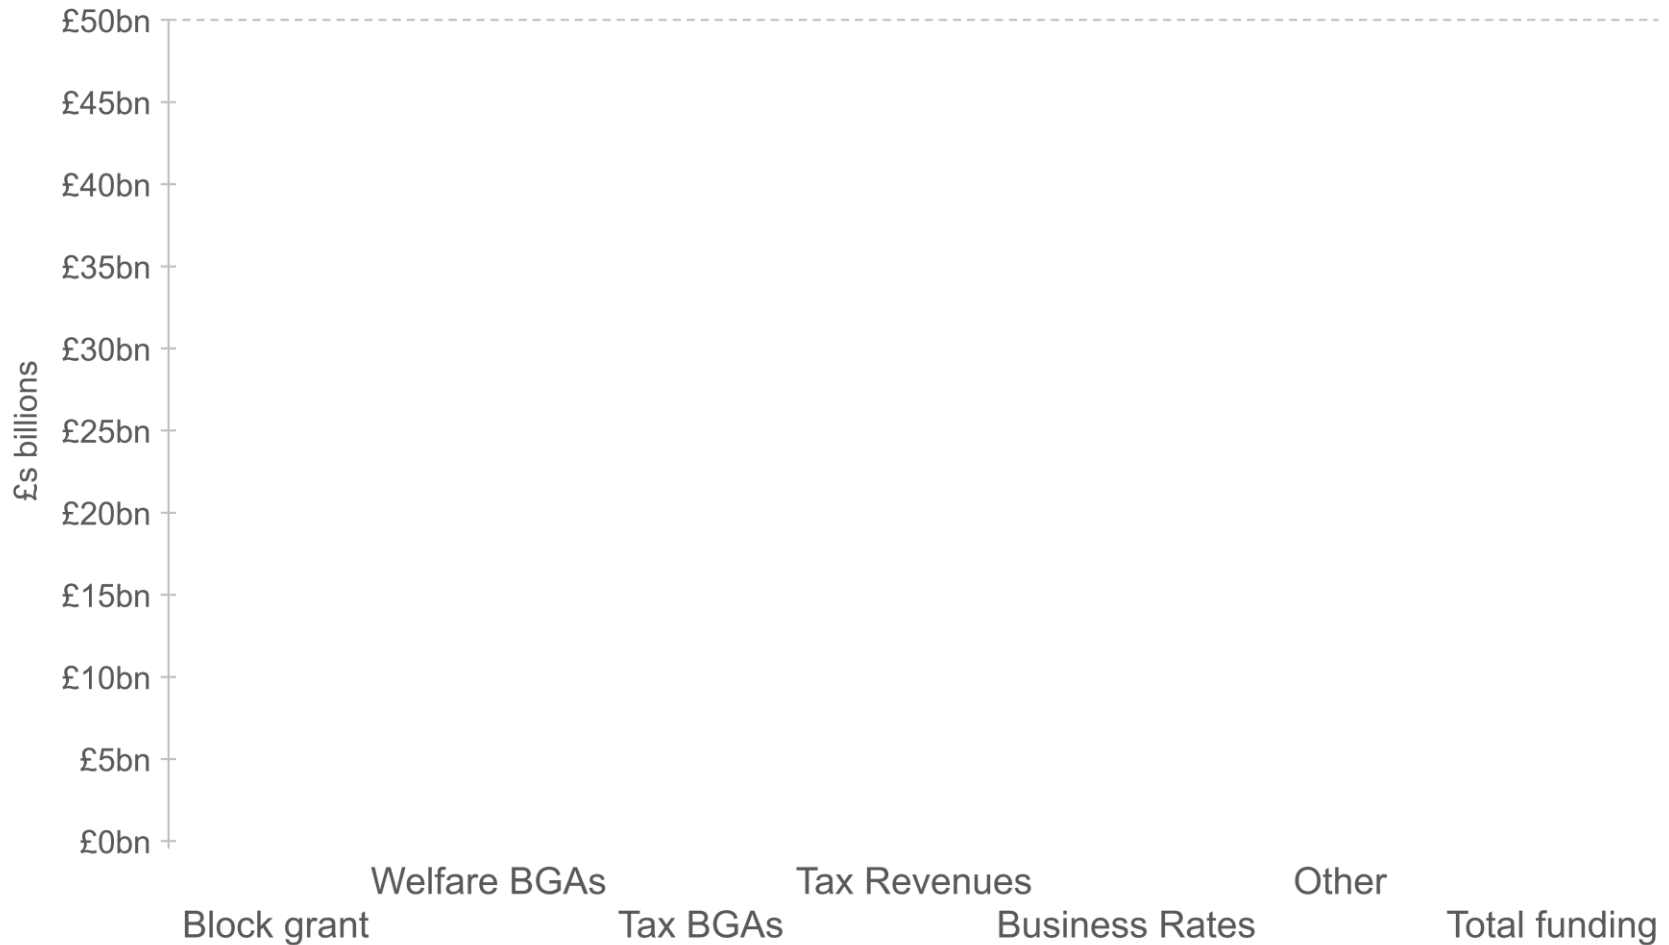 £50bn
£45bn
£40bn
£35bn
£30bn
£25bn
£20bn
£15bn
£10bn
£5bn
£0bn
£s billions
Welfare BGAs Tax Revenues Other
Block grant Tax BGAs Business Rates Total funding